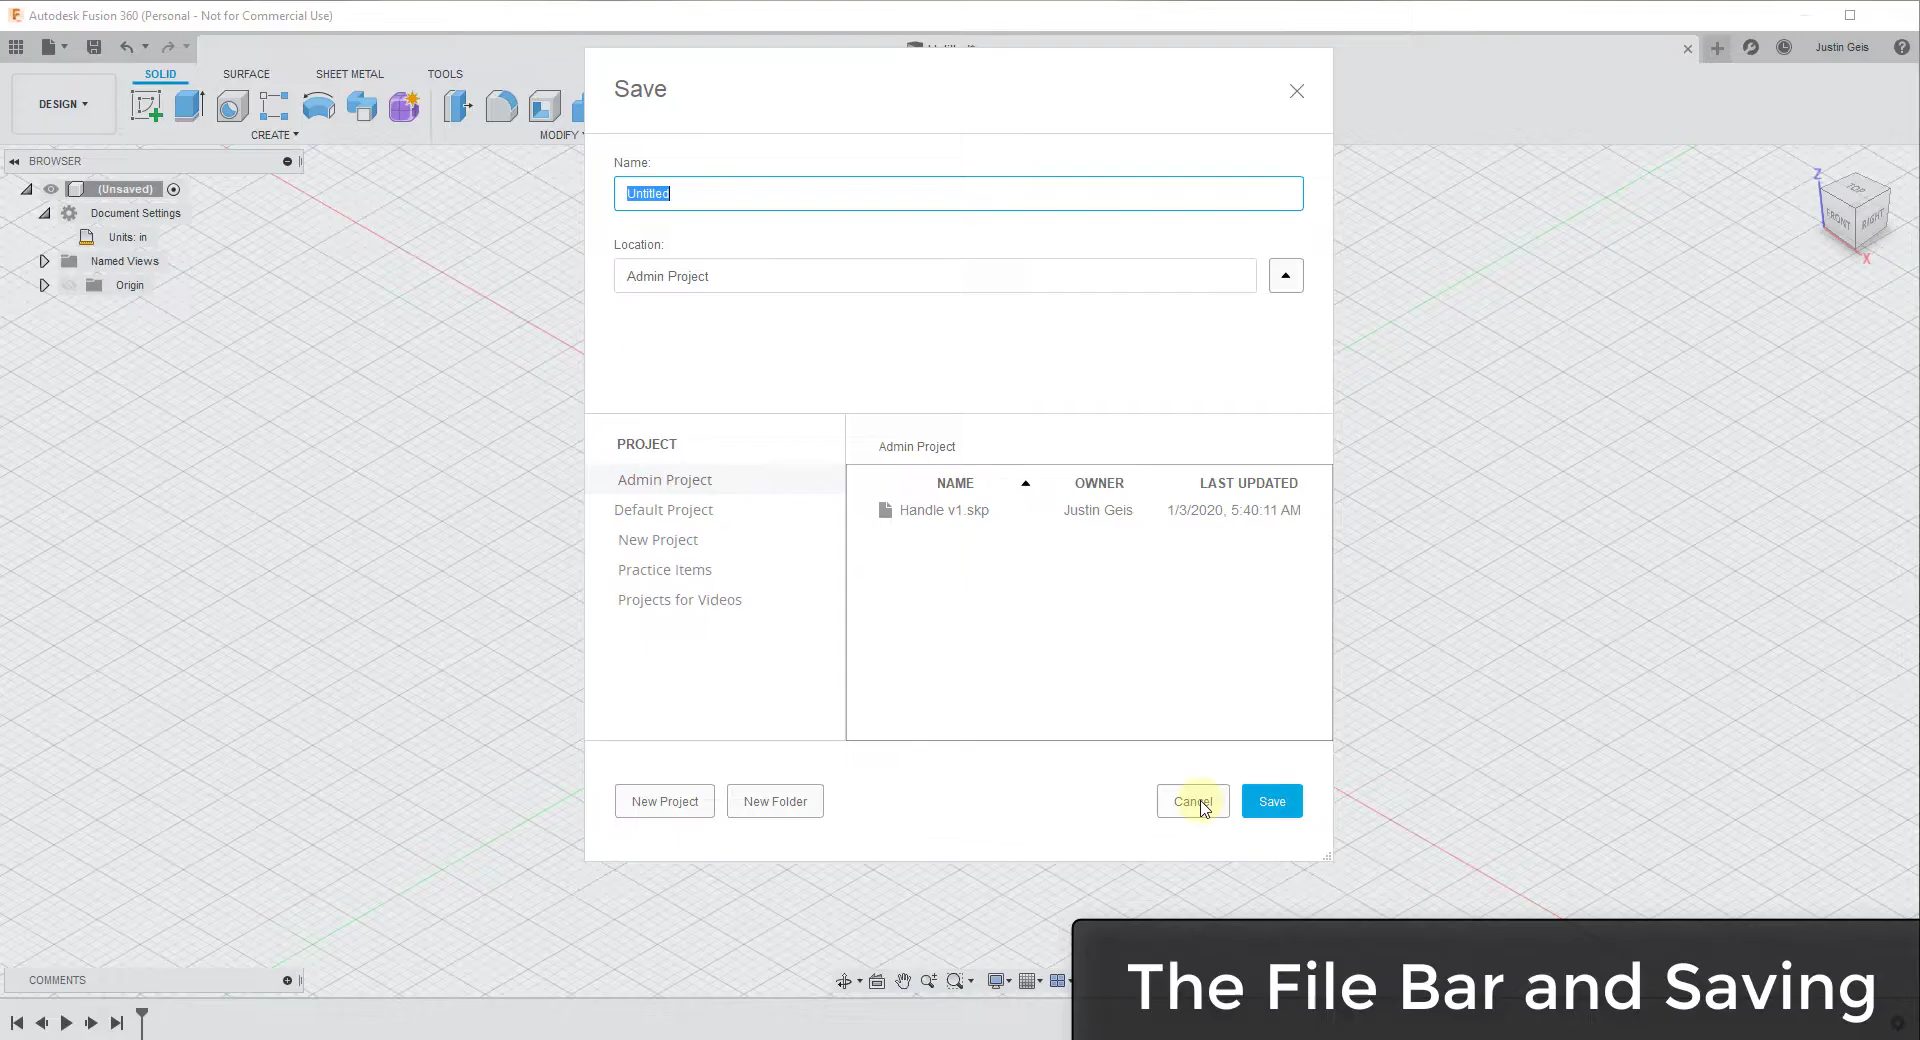 Autodesk Fusion 360 (Personal - Not for Commercial Use)
Justin Geis
SOLID SURFACE SHEET METAL TOOLS
DESIGN
CREATE
MODIFY
BROWSER
(Unsaved)
Document Settings
Units: in
Named Views
Origin
Save
Name:
Untitled
Location:
Admin Project
PROJECT
Admin Project
Default Project
New Project
Practice Items
Projects for Videos
Admin Project
NAME OWNER LAST UPDATED
Handle v1.skp Justin Geis 1/3/2020, 5:40:11 AM
New Project New Folder Cancel Save
TOP
FRONT
RIGHT
Z
X
COMMENTS
The File Bar and Saving